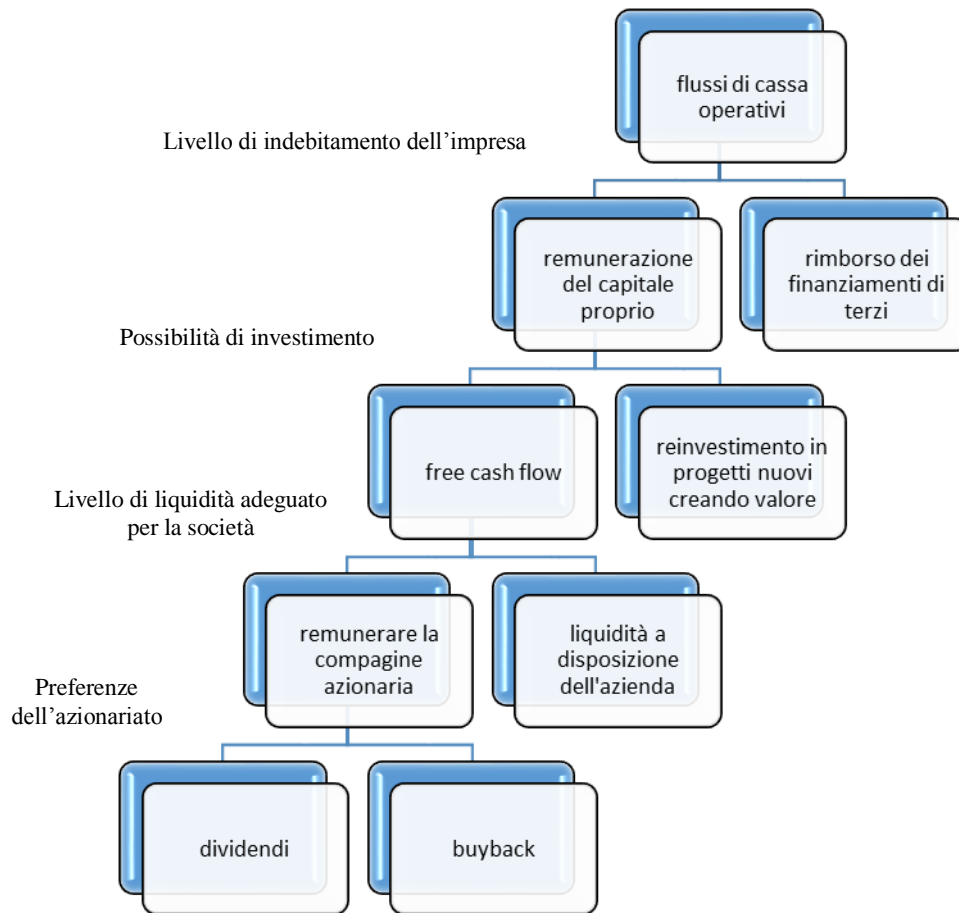 flussi di cassa
operativi
Livello di indebitamento dell’impresa
remunerazione
del capitale
proprio
rimborso dei
finanziamenti di
terzi
Possibilità di investimento
free cash flow
reinvestimento in
progetti nuovi
creando valore
Livello di liquidità adeguato
per la società
remunerare la
compagine
azionaria
liquidità a
disposizione
dell'azienda
Preferenze
dell’azionariato
dividendi
buyback